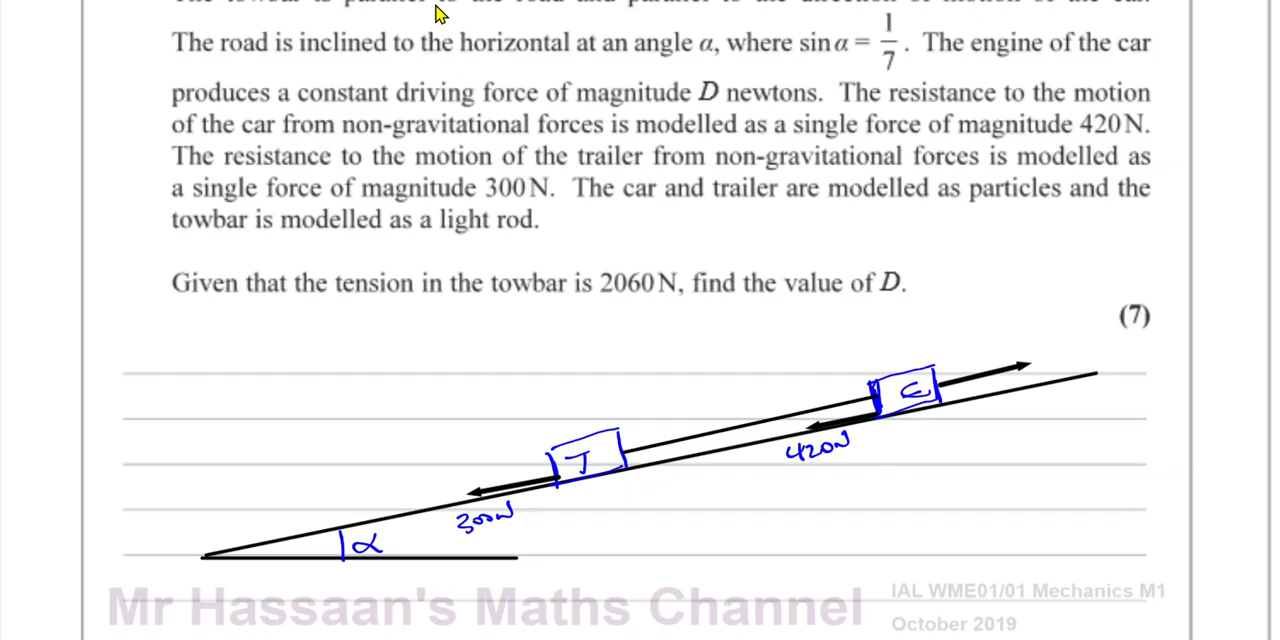 The road is inclined to the horizontal at an angle α, where sin α = 1/7 . The engine of the car
produces a constant driving force of magnitude D newtons. The resistance to the motion
of the car from non-gravitational forces is modelled as a single force of magnitude 420 N.
The resistance to the motion of the trailer from non-gravitational forces is modelled as
a single force of magnitude 300 N. The car and trailer are modelled as particles and the
towbar is modelled as a light rod.
Given that the tension in the towbar is 2060 N, find the value of D.
(7)
420N
T
300N
α
Mr Hassaan's Maths Channel
IAL WME01/01 Mechanics M1
October 2019